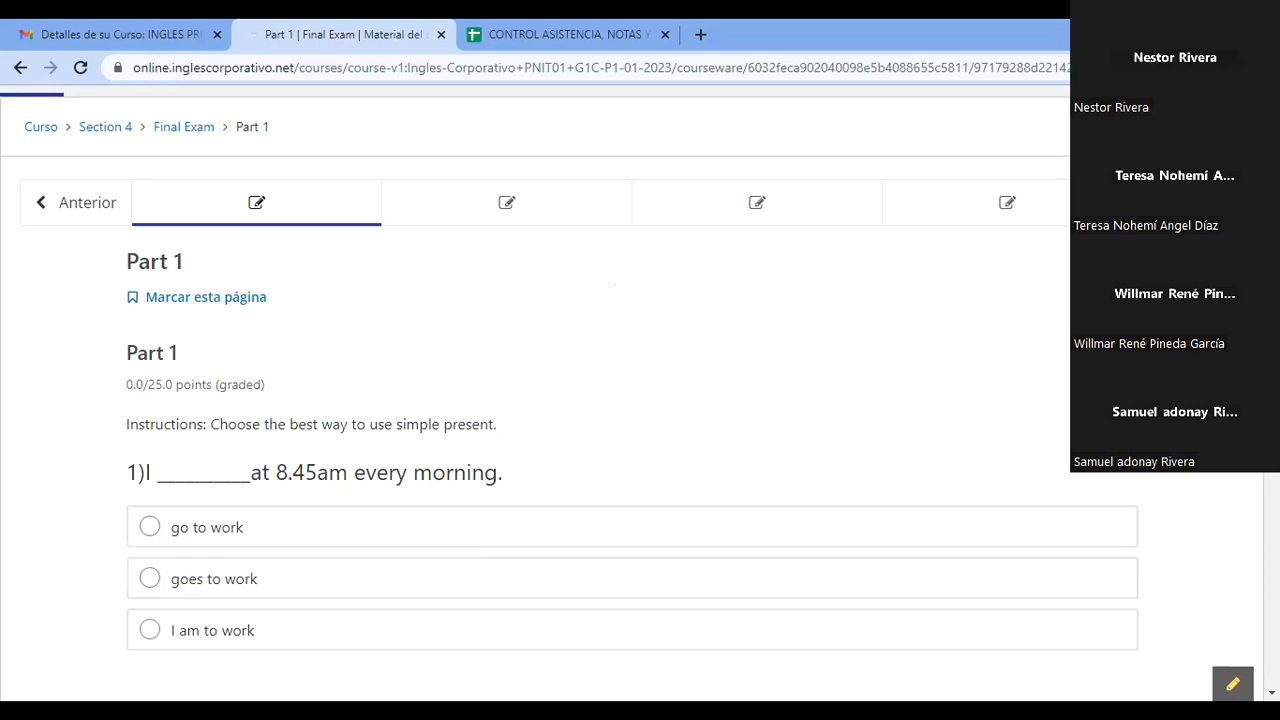 Detalles de su Curso: INGLES PR
Part 1 | Final Exam | Material del
CONTROL ASISTENCIA, NOTAS Y
online.inglescorporativo.net/courses/course-v1:Ingles-Corporativo+PNIT01+G1C-P1-01-2023/courseware/6032feca902040098e5b4088655c5811/97179288d22142
Curso > Section 4 > Final Exam > Part 1
Anterior
Part 1
Marcar esta página
Part 1
0.0/25.0 points (graded)
Instructions: Choose the best way to use simple present.
1)I __________at 8.45am every morning.
go to work
goes to work
I am to work
Nestor Rivera
Nestor Rivera
Teresa Nohemí A...
Teresa Nohemí Angel Díaz
Willmar René Pin...
Willmar René Pineda García
Samuel adonay Ri...
Samuel adonay Rivera